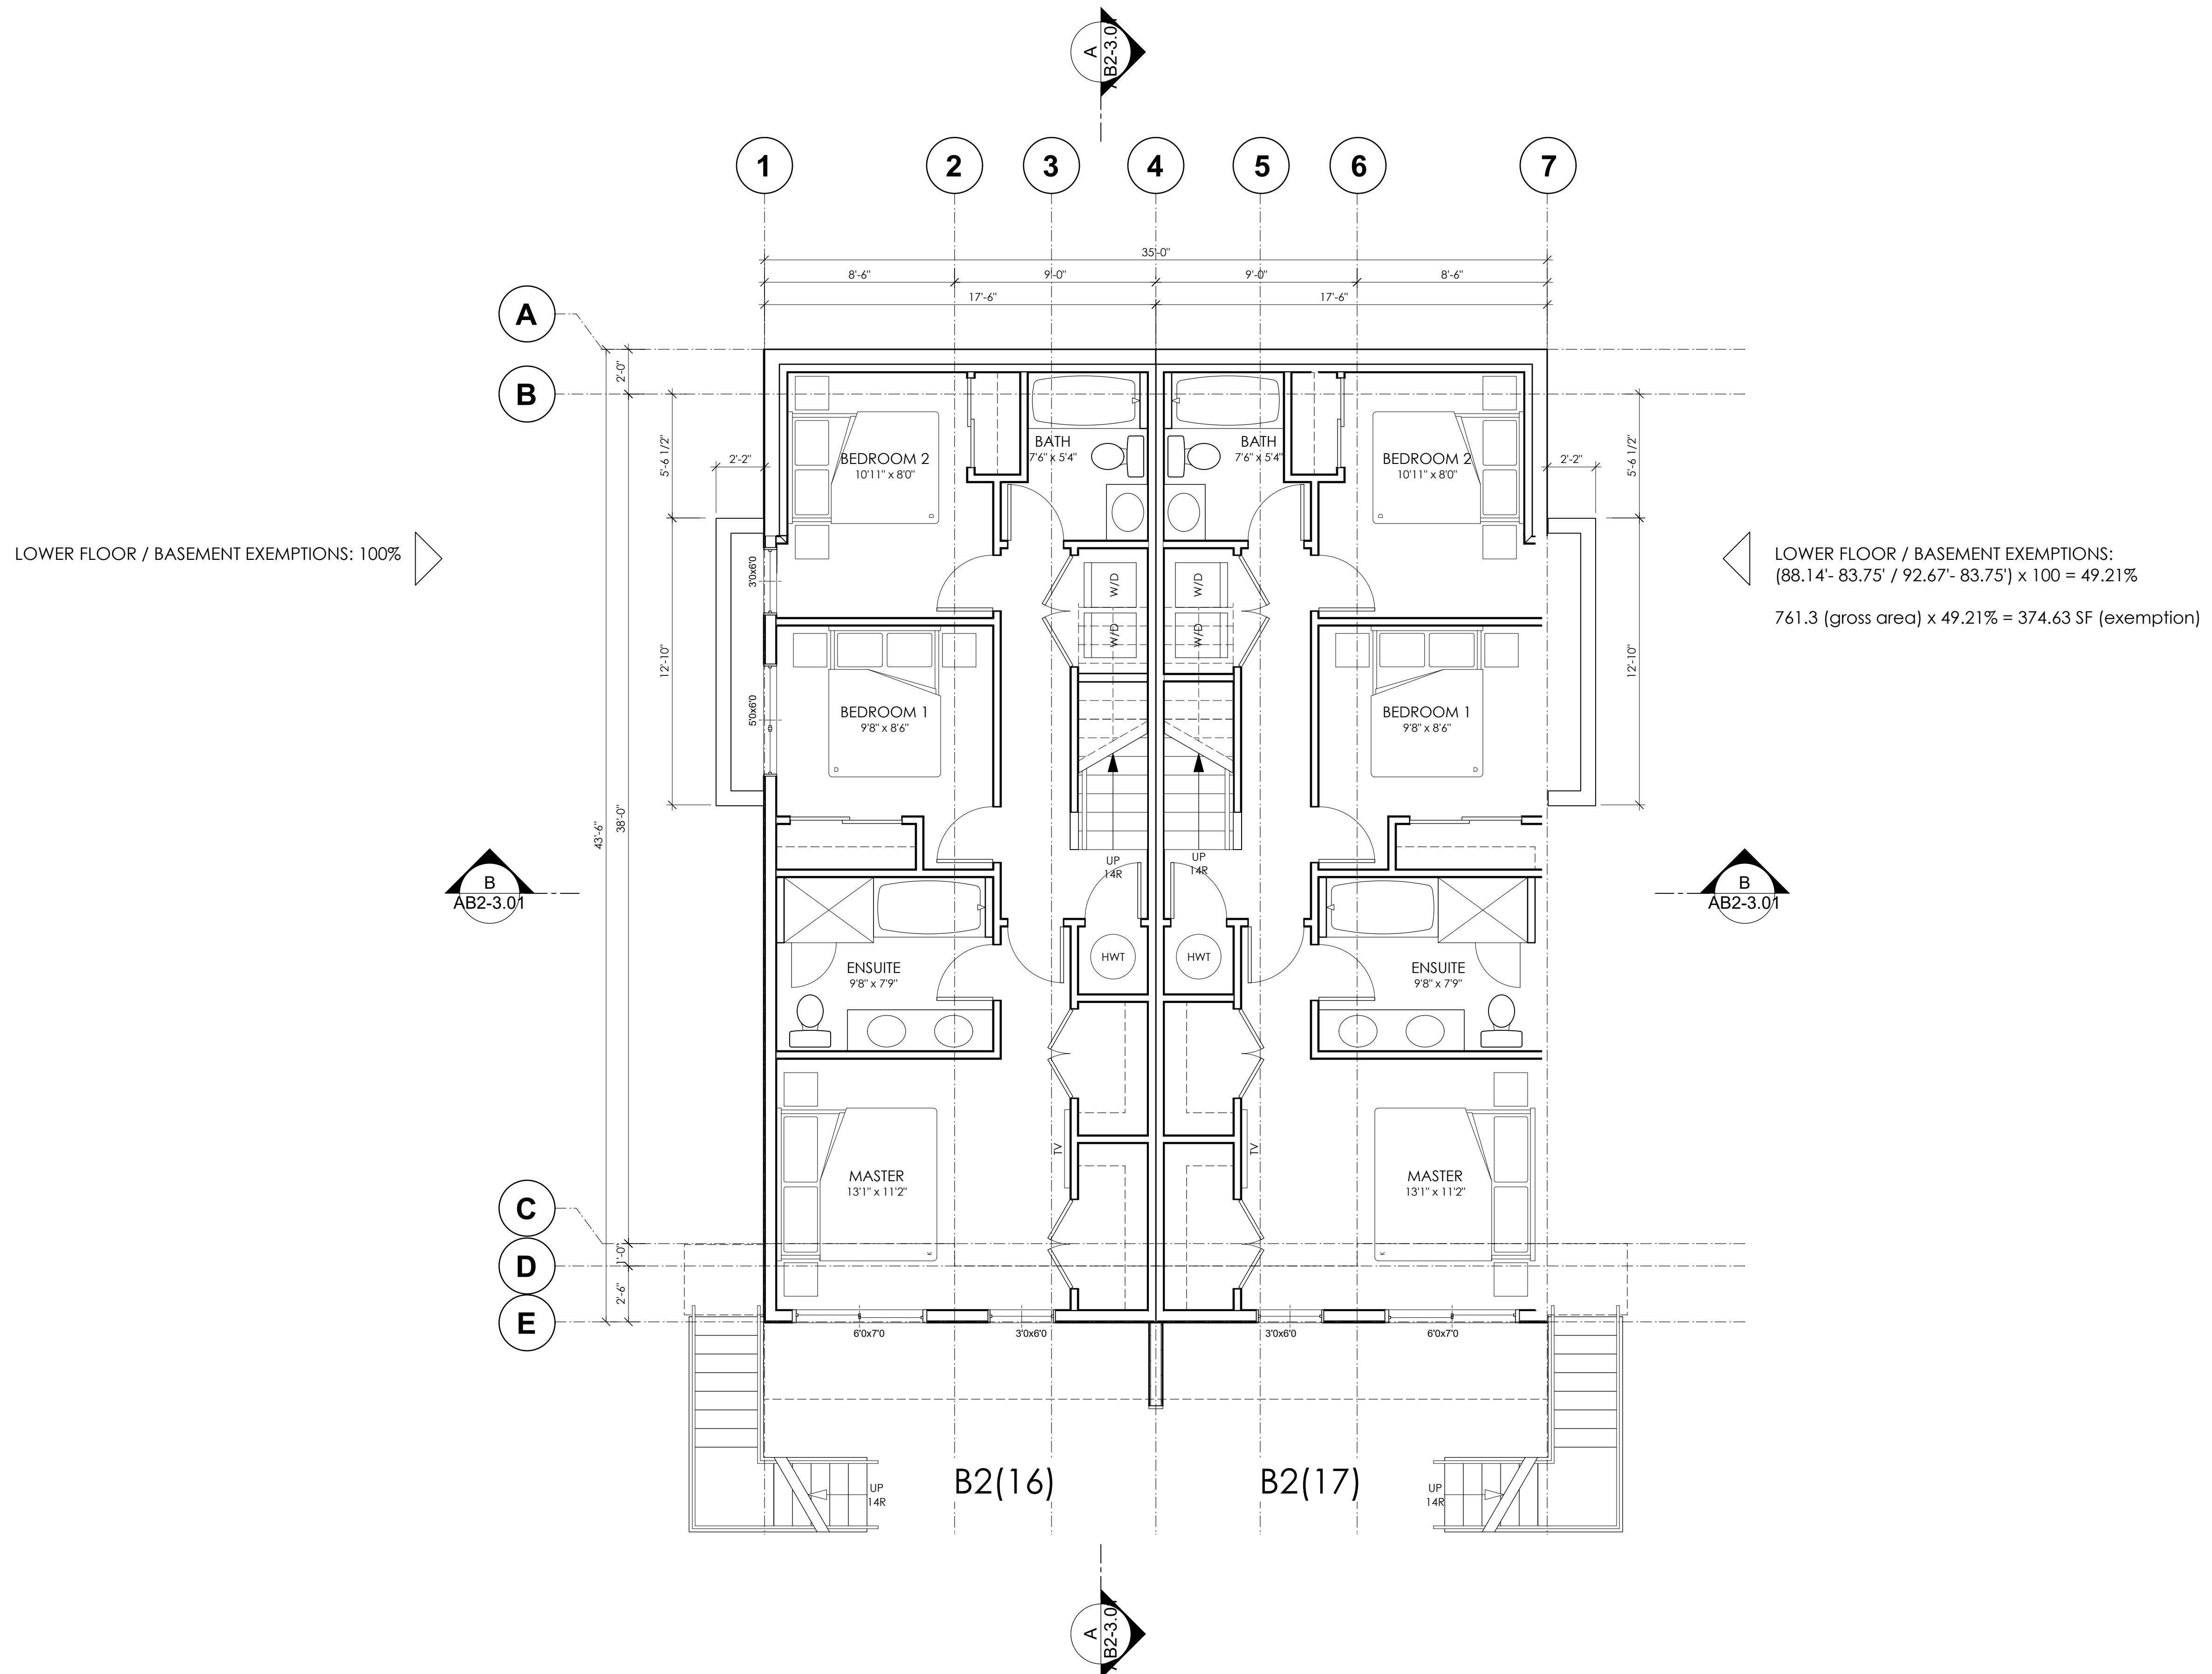 A
AB2-3.01
1
2
3
4
5
6
7
35'-0"
8'-6"
9'-0"
9'-0"
8'-6"
17'-6"
17'-6"
A
B
2'-0"
5'-6 1/2"
2'-2"
BEDROOM 2
10'11" x 8'0"
BATH
7'6" x 5'4"
BATH
7'6" x 5'4"
BEDROOM 2
10'11" x 8'0"
2'-2"
5'-6 1/2"
D
D
LOWER FLOOR / BASEMENT EXEMPTIONS: 100%
3'0x6'0
W/D
W/D
W/D
W/D
LOWER FLOOR / BASEMENT EXEMPTIONS:
(88.14'- 83.75' / 92.67'- 83.75') x 100 = 49.21%
761.3 (gross area) x 49.21% = 374.63 SF (exemption)
12'-10"
5'0x6'0
BEDROOM 1
9'8" x 8'6"
BEDROOM 1
9'8" x 8'6"
12'-10"
D
D
43'-6"
38'-0"
UP
14R
UP
14R
B
AB2-3.01
B
AB2-3.01
ENSUITE
9'8" x 7'9"
HWT
HWT
ENSUITE
9'8" x 7'9"
TV
TV
MASTER
13'1" x 11'2"
MASTER
13'1" x 11'2"
K
K
C
D
E
1'-0"
2'-6"
6'0x7'0
3'0x6'0
3'0x6'0
6'0x7'0
B2(16)
B2(17)
UP
14R
UP
14R
A
AB2-3.01